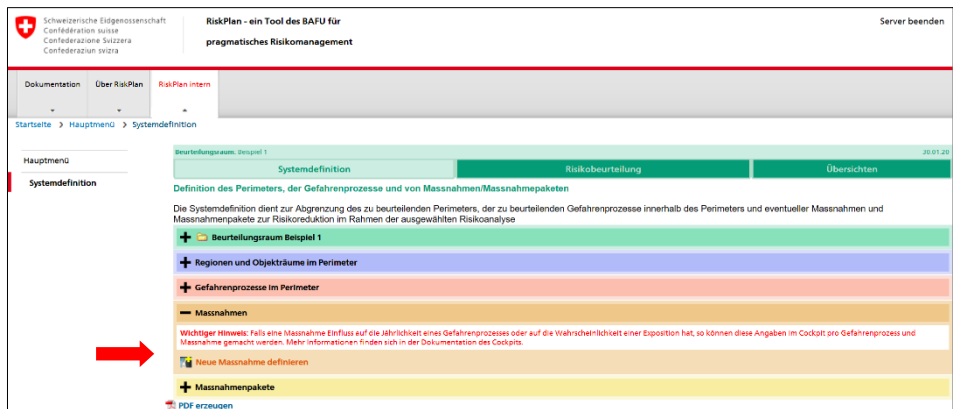 Schweizerische Eidgenossenschaft
Confédération suisse
Confederazione Svizzera
Confederaziun svizra
RiskPlan - ein Tool des BAFU für
pragmatisches Risikomanagement
Server beenden
Dokumentation
Über RiskPlan
RiskPlan intern
Startseite > Hauptmenü > Systemdefinition
Hauptmenü
Systemdefinition
Beurteilungsraum: Beispiel 1
30.01.20
Systemdefinition
Risikobeurteilung
Übersichten
Definition des Perimeters, der Gefahrenprozesse und von Massnahmen/Massnahmepaketen
Die Systemdefinition dient zur Abgrenzung des zu beurteilenden Perimeters, der zu beurteilenden Gefahrenprozesse innerhalb des Perimeters und eventueller Massnahmen und
Massnahmenpakete zur Risikoreduktion im Rahmen der ausgewählten Risikoanalyse
Beurteilungsraum Beispiel 1
Regionen und Objekträume im Perimeter
Gefahrenprozesse im Perimeter
Massnahmen
Wichtiger Hinweis: Falls eine Massnahme Einfluss auf die Jährlichkeit eines Gefahrenprozesses oder auf die Wahrscheinlichkeit einer Exposition hat, so können diese Angaben im Cockpit pro Gefahrenprozess und
Massnahme gemacht werden. Mehr Informationen finden sich in der Dokumentation des Cockpits.
Neue Massnahme definieren
Massnahmenpakete
PDF erzeugen